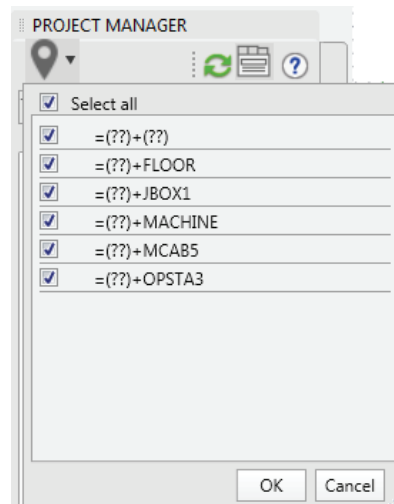 PROJECT MANAGER
?
Select all
=(??)+(??)
=(??)+FLOOR
=(??)+JBOX1
=(??)+MACHINE
=(??)+MCAB5
=(??)+OPSTA3
OK Cancel